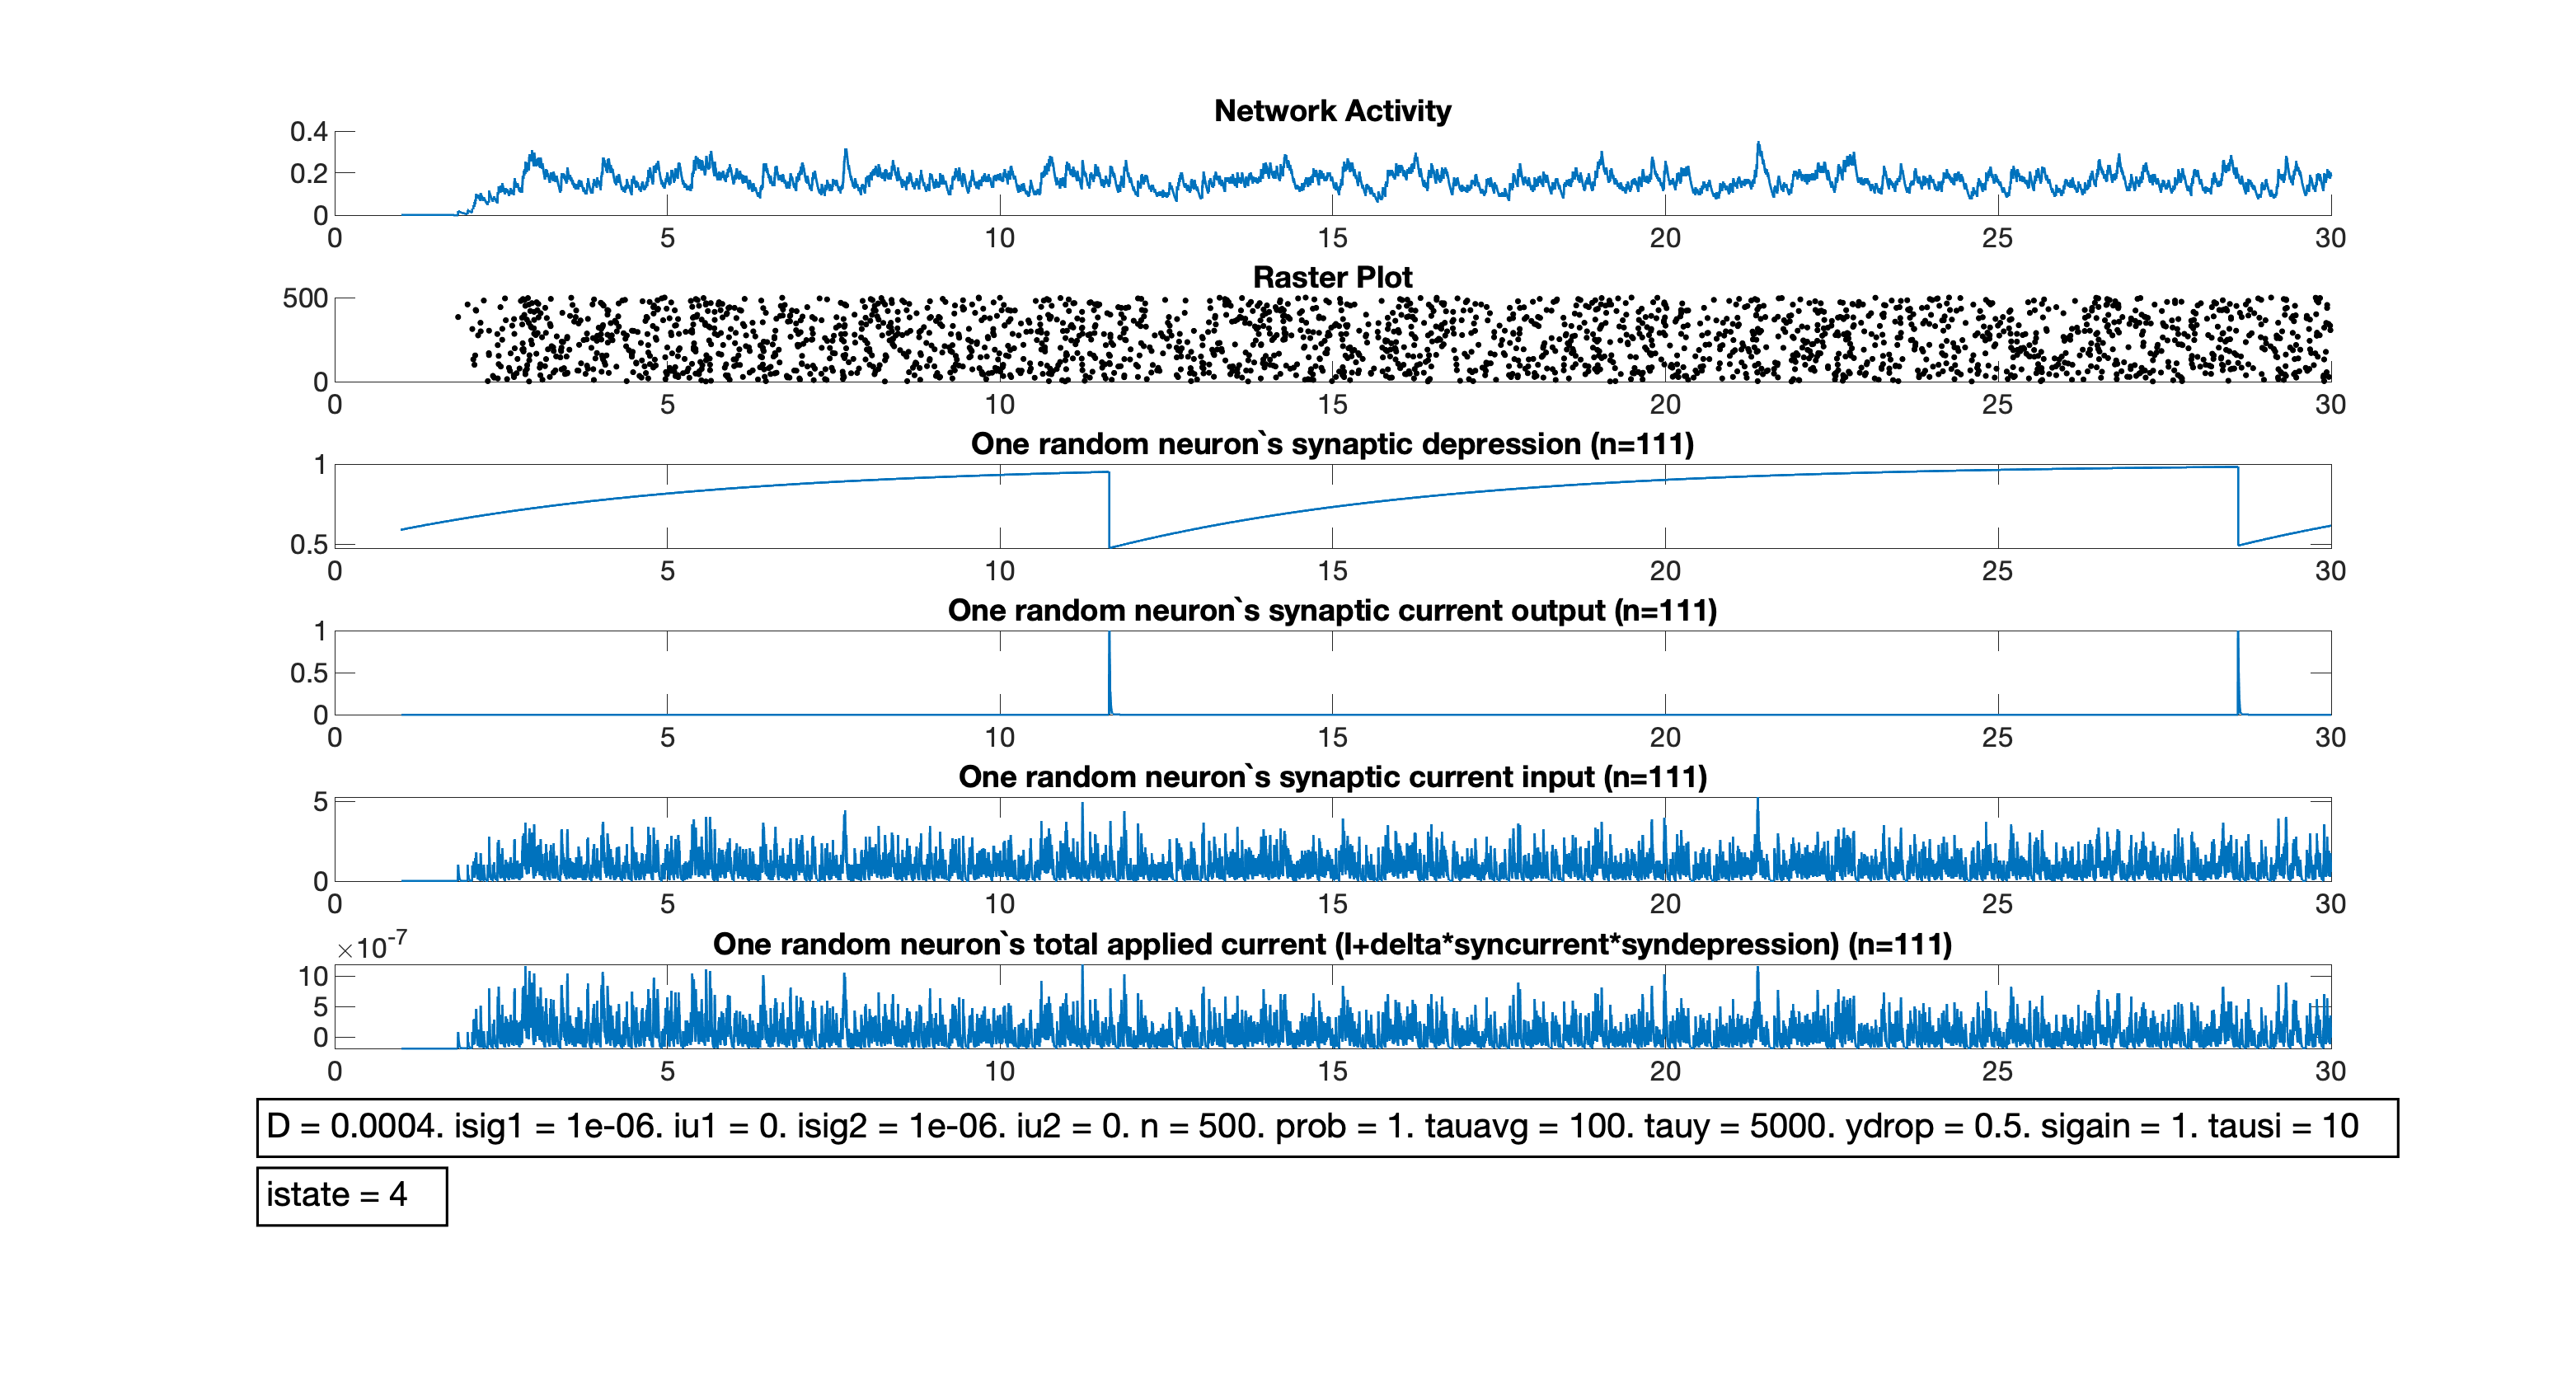 Network Activity
0.4
0.2
0
0 5 10 15 20 25 30
Raster Plot
500
0
0 5 10 15 20 25 30
One random neuron`s synaptic depression (n=111)
1
0.5
0 5 10 15 20 25 30
One random neuron`s synaptic current output (n=111)
1
0.5
0
0 5 10 15 20 25 30
One random neuron`s synaptic current input (n=111)
5
0
0 5 10 15 20 25 30
×10-7 One random neuron`s total applied current (I+delta*syncurrent*syndepression) (n=111)
10
5
0
0 5 10 15 20 25 30
D = 0.0004. isig1 = 1e-06. iu1 = 0. isig2 = 1e-06. iu2 = 0. n = 500. prob = 1. tauavg = 100. tauy = 5000. ydrop = 0.5. sigain = 1. tausi = 10
istate = 4